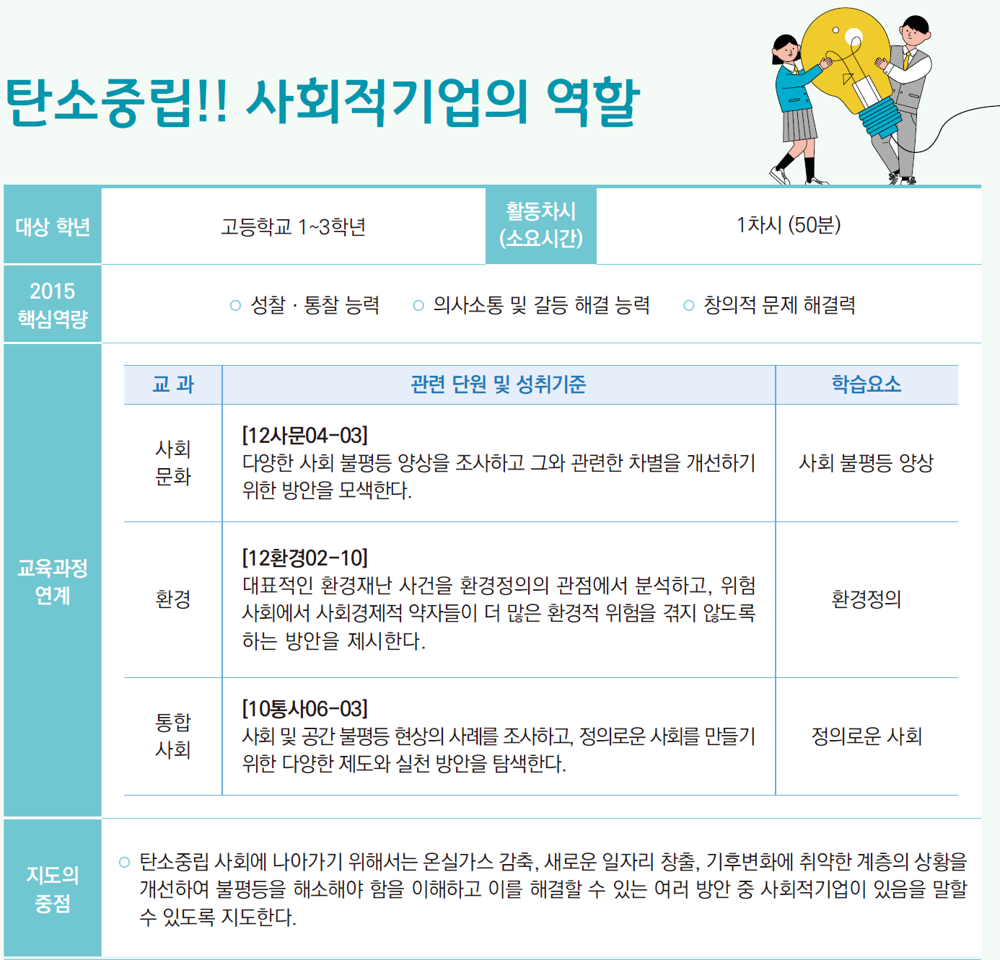 탄소중립!! 사회적기업의 역할
대상 학년
고등학교 1~3학년
활동차시
(소요시간)
1차시 (50분)
2015
핵심역량
○ 성찰 · 통찰 능력 ○ 의사소통 및 갈등 해결 능력 ○ 창의적 문제 해결력
교육과정
연계
교 과
관련 단원 및 성취기준
학습요소
사회
문화
[12사문04-03]
다양한 사회 불평등 양상을 조사하고 그와 관련한 차별을 개선하기
위한 방안을 모색한다.
사회 불평등 양상
환경
[12환경02-10]
대표적인 환경재난 사건을 환경정의의 관점에서 분석하고, 위험
사회에서 사회경제적 약자들이 더 많은 환경적 위험을 겪지 않도록
하는 방안을 제시한다.
환경정의
통합
사회
[10통사06-03]
사회 및 공간 불평등 현상의 사례를 조사하고, 정의로운 사회를 만들기
위한 다양한 제도와 실천 방안을 탐색한다.
정의로운 사회
지도의
중점
○ 탄소중립 사회에 나아가기 위해서는 온실가스 감축, 새로운 일자리 창출, 기후변화에 취약한 계층의 상황을
개선하여 불평등을 해소해야 함을 이해하고 이를 해결할 수 있는 여러 방안 중 사회적기업이 있음을 말할
수 있도록 지도한다.